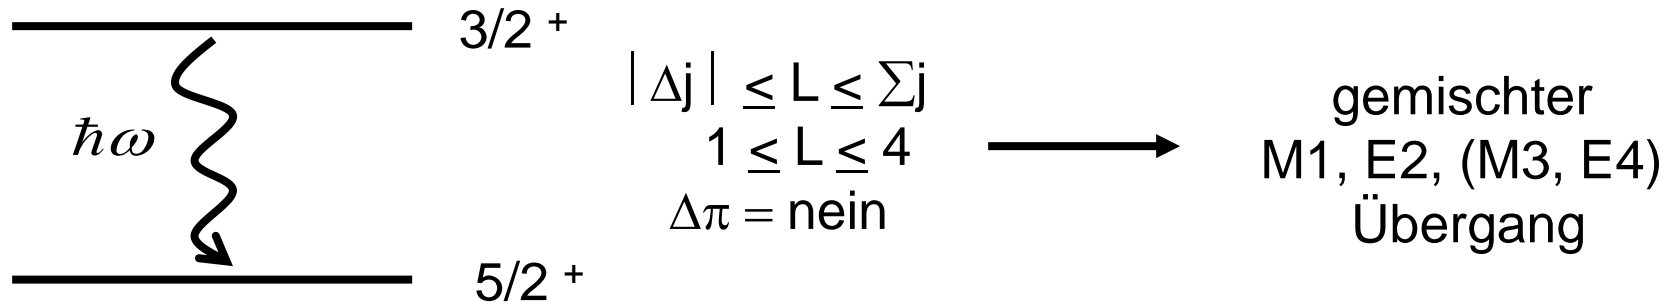 3/2 +
ħω
5/2 +
|Δj| ≤ L ≤ ∑j
1 ≤ L ≤ 4
Δπ = nein
gemischter
M1, E2, (M3, E4)
Übergang